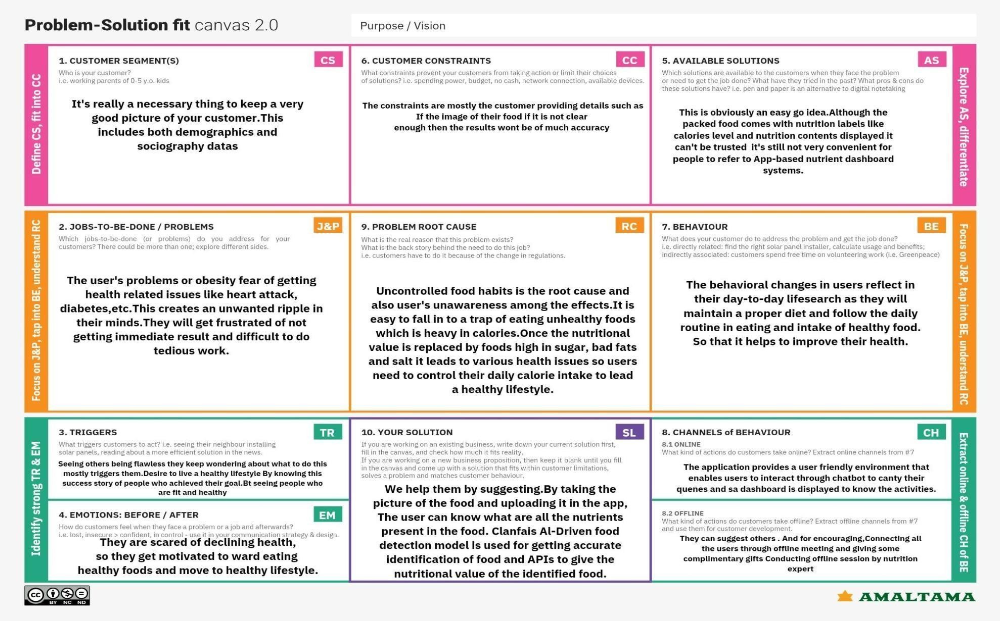 Problem-Solution fit canvas 2.0
Purpose / Vision
Define CS, fit into CC
1. CUSTOMER SEGMENT(S)
CS
Who is your customer?
i.e. working parents of 0-5 y.o. kids
It's really a necessary thing to keep a very
good picture of your customer.This
includes both demographics and
sociography datas
6. CUSTOMER CONSTRAINTS
CC
What constraints prevent your customers from taking action or limit their choices
of solutions? i.e. spending power, budget, no cash, network connection, available devices.
The constraints are mostly the customer providing details such as
If the image of their food if it is not clear
enough then the results wont be of much accuracy
5. AVAILABLE SOLUTIONS
AS
Which solutions are available to the customers when they face the problem
or need to get the job done? What have they tried in the past? What pros & cons do
these solutions have? i.e. pen and paper is an alternative to digital notetaking
This is obviously an easy go idea.Although the
packed food comes with nutrition labels like
calories level and nutrition contents displayed it
can't be trusted it's still not very convenient for
people to refer to App-based nutrient dashboard
systems.
Explore AS, differentiate
Focus on J&P, tap into BE, understand RC
2. JOBS-TO-BE-DONE / PROBLEMS
J&P
Which jobs-to-be-done (or problems) do you address for your
customers? There could be more than one; explore different sides.
The user's problems or obesity fear of getting
health related issues like heart attack,
diabetes,etc.This creates an unwanted ripple in
their minds.They will get frustrated of not
getting immediate result and difficult to do
tedious work.
9. PROBLEM ROOT CAUSE
RC
What is the real reason that this problem exists?
What is the back story behind the need to do this job?
i.e. customers have to do it because of the change in regulations.
Uncontrolled food habits is the root cause and
also user's unawareness among the effects.It is
easy to fall in to a trap of eating unhealthy foods
which is heavy in calories.Once the nutritional
value is replaced by foods high in sugar, bad fats
and salt it leads to various health issues so users
need to control their daily calorie intake to lead
a healthy lifestyle.
7. BEHAVIOUR
BE
What does your customer do to address the problem and get the job done?
i.e. directly related: find the right solar panel installer, calculate usage and benefits;
indirectly associated: customers spend free time on volunteering work (i.e. Greenpeace)
The behavioral changes in users reflect in
their day-to-day lifesearch as they will
maintain a proper diet and follow the daily
routine in eating and intake of healthy food.
So that it helps to improve their health.
Focus on J&P, tap into BE, understand RC
Identify strong TR & EM
3. TRIGGERS
TR
What triggers customers to act? i.e. seeing their neighbour installing
solar panels, reading about a more efficient solution in the news.
Seeing others being flawless they keep wondering about what to do this
mostly triggers them.Desire to live a healthy lifestyle By knowing this
success story of people who achieved their goal.Bt seeing people who
are fit and healthy
4. EMOTIONS: BEFORE / AFTER
EM
How do customers feel when they face a problem or a job and afterwards?
i.e. lost, insecure > confident, in control - use it in your communication strategy & design.
They are scared of declining health,
so they get motivated to ward eating
healthy foods and move to healthy lifestyle.
10. YOUR SOLUTION
SL
If you are working on an existing business, write down your current solution first,
fill in the canvas, and check how much it fits reality.
If you are working on a new business proposition, then keep it blank until you fill
in the canvas and come up with a solution that fits within customer limitations,
solves a problem and matches customer behaviour.
We help them by suggesting.By taking the
picture of the food and uploading it in the app,
The user can know what are all the nutrients
present in the food. Clanfais Al-Driven food
detection model is used for getting accurate
identification of food and APIs to give the
nutritional value of the identified food.
8. CHANNELS of BEHAVIOUR
CH
8.1 ONLINE
What kind of actions do customers take online? Extract online channels from #7
The application provides a user friendly environment that
enables users to interact through chatbot to canty their
quenes and sa dashboard is displayed to know the activities.
8.2 OFFLINE
What kind of actions do customers take offline? Extract offline channels from #7
and use them for customer development.
They can suggest others . And for encouraging,Connecting all
the users through offline meeting and giving some
complimentary gifts Conducting offline session by nutrition
expert
Extract online & offline CH of BE
cc
BY NC ND
AMALTAMA